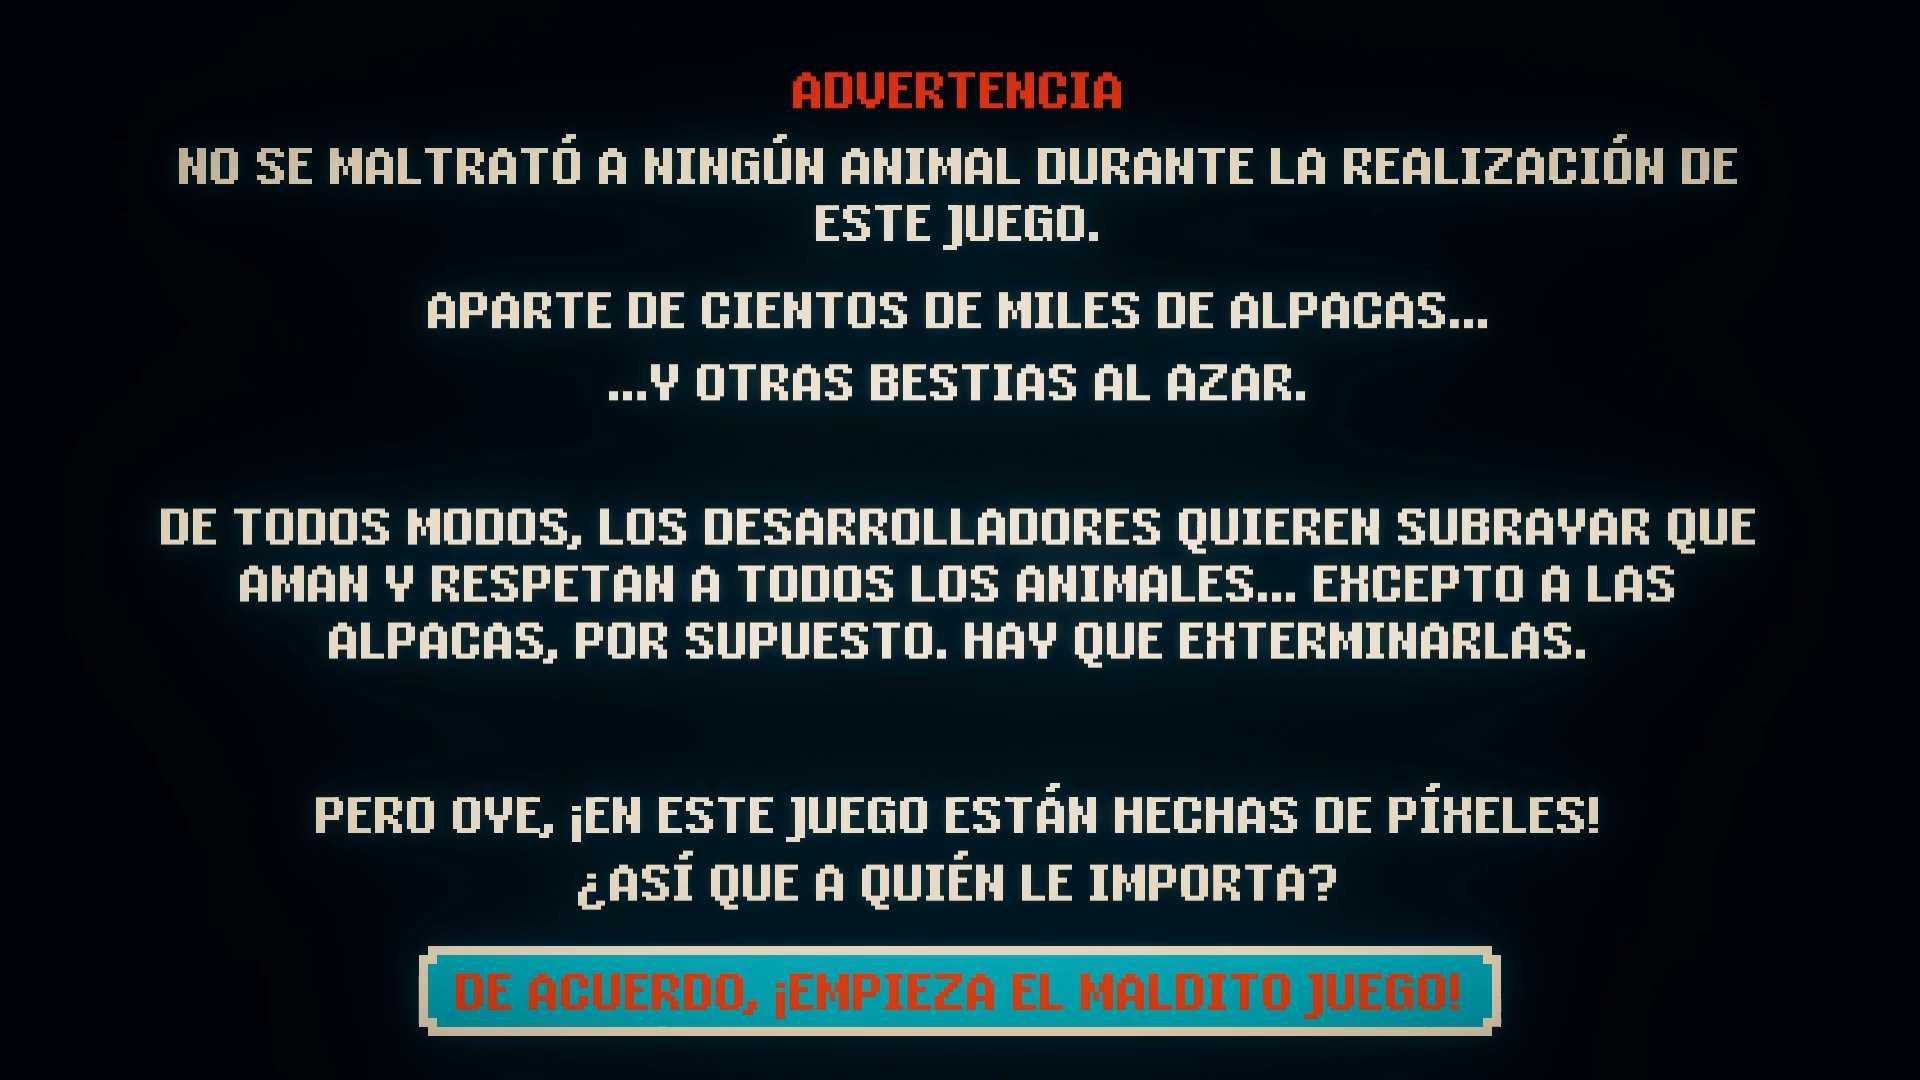 ADVERTENCIA
NO SE MALTRATÓ A NINGÚN ANIMAL DURANTE LA REALIZACIÓN DE
ESTE JUEGO.
APARTE DE CIENTOS DE MILES DE ALPACAS...
...Y OTRAS BESTIAS AL AZAR.
DE TODOS MODOS, LOS DESARROLLADORES QUIEREN SUBRAYAR QUE
AMAN Y RESPETAN A TODOS LOS ANIMALES... EXCEPTO A LAS
ALPACAS, POR SUPUESTO. HAY QUE EXTERMINARLAS.
PERO OYE, ¡EN ESTE JUEGO ESTÁN HECHAS DE PÍXELES!
¿ASÍ QUE A QUIÉN LE IMPORTA?
DE ACUERDO, ¡EMPIEZA EL MALDITO JUEGO!